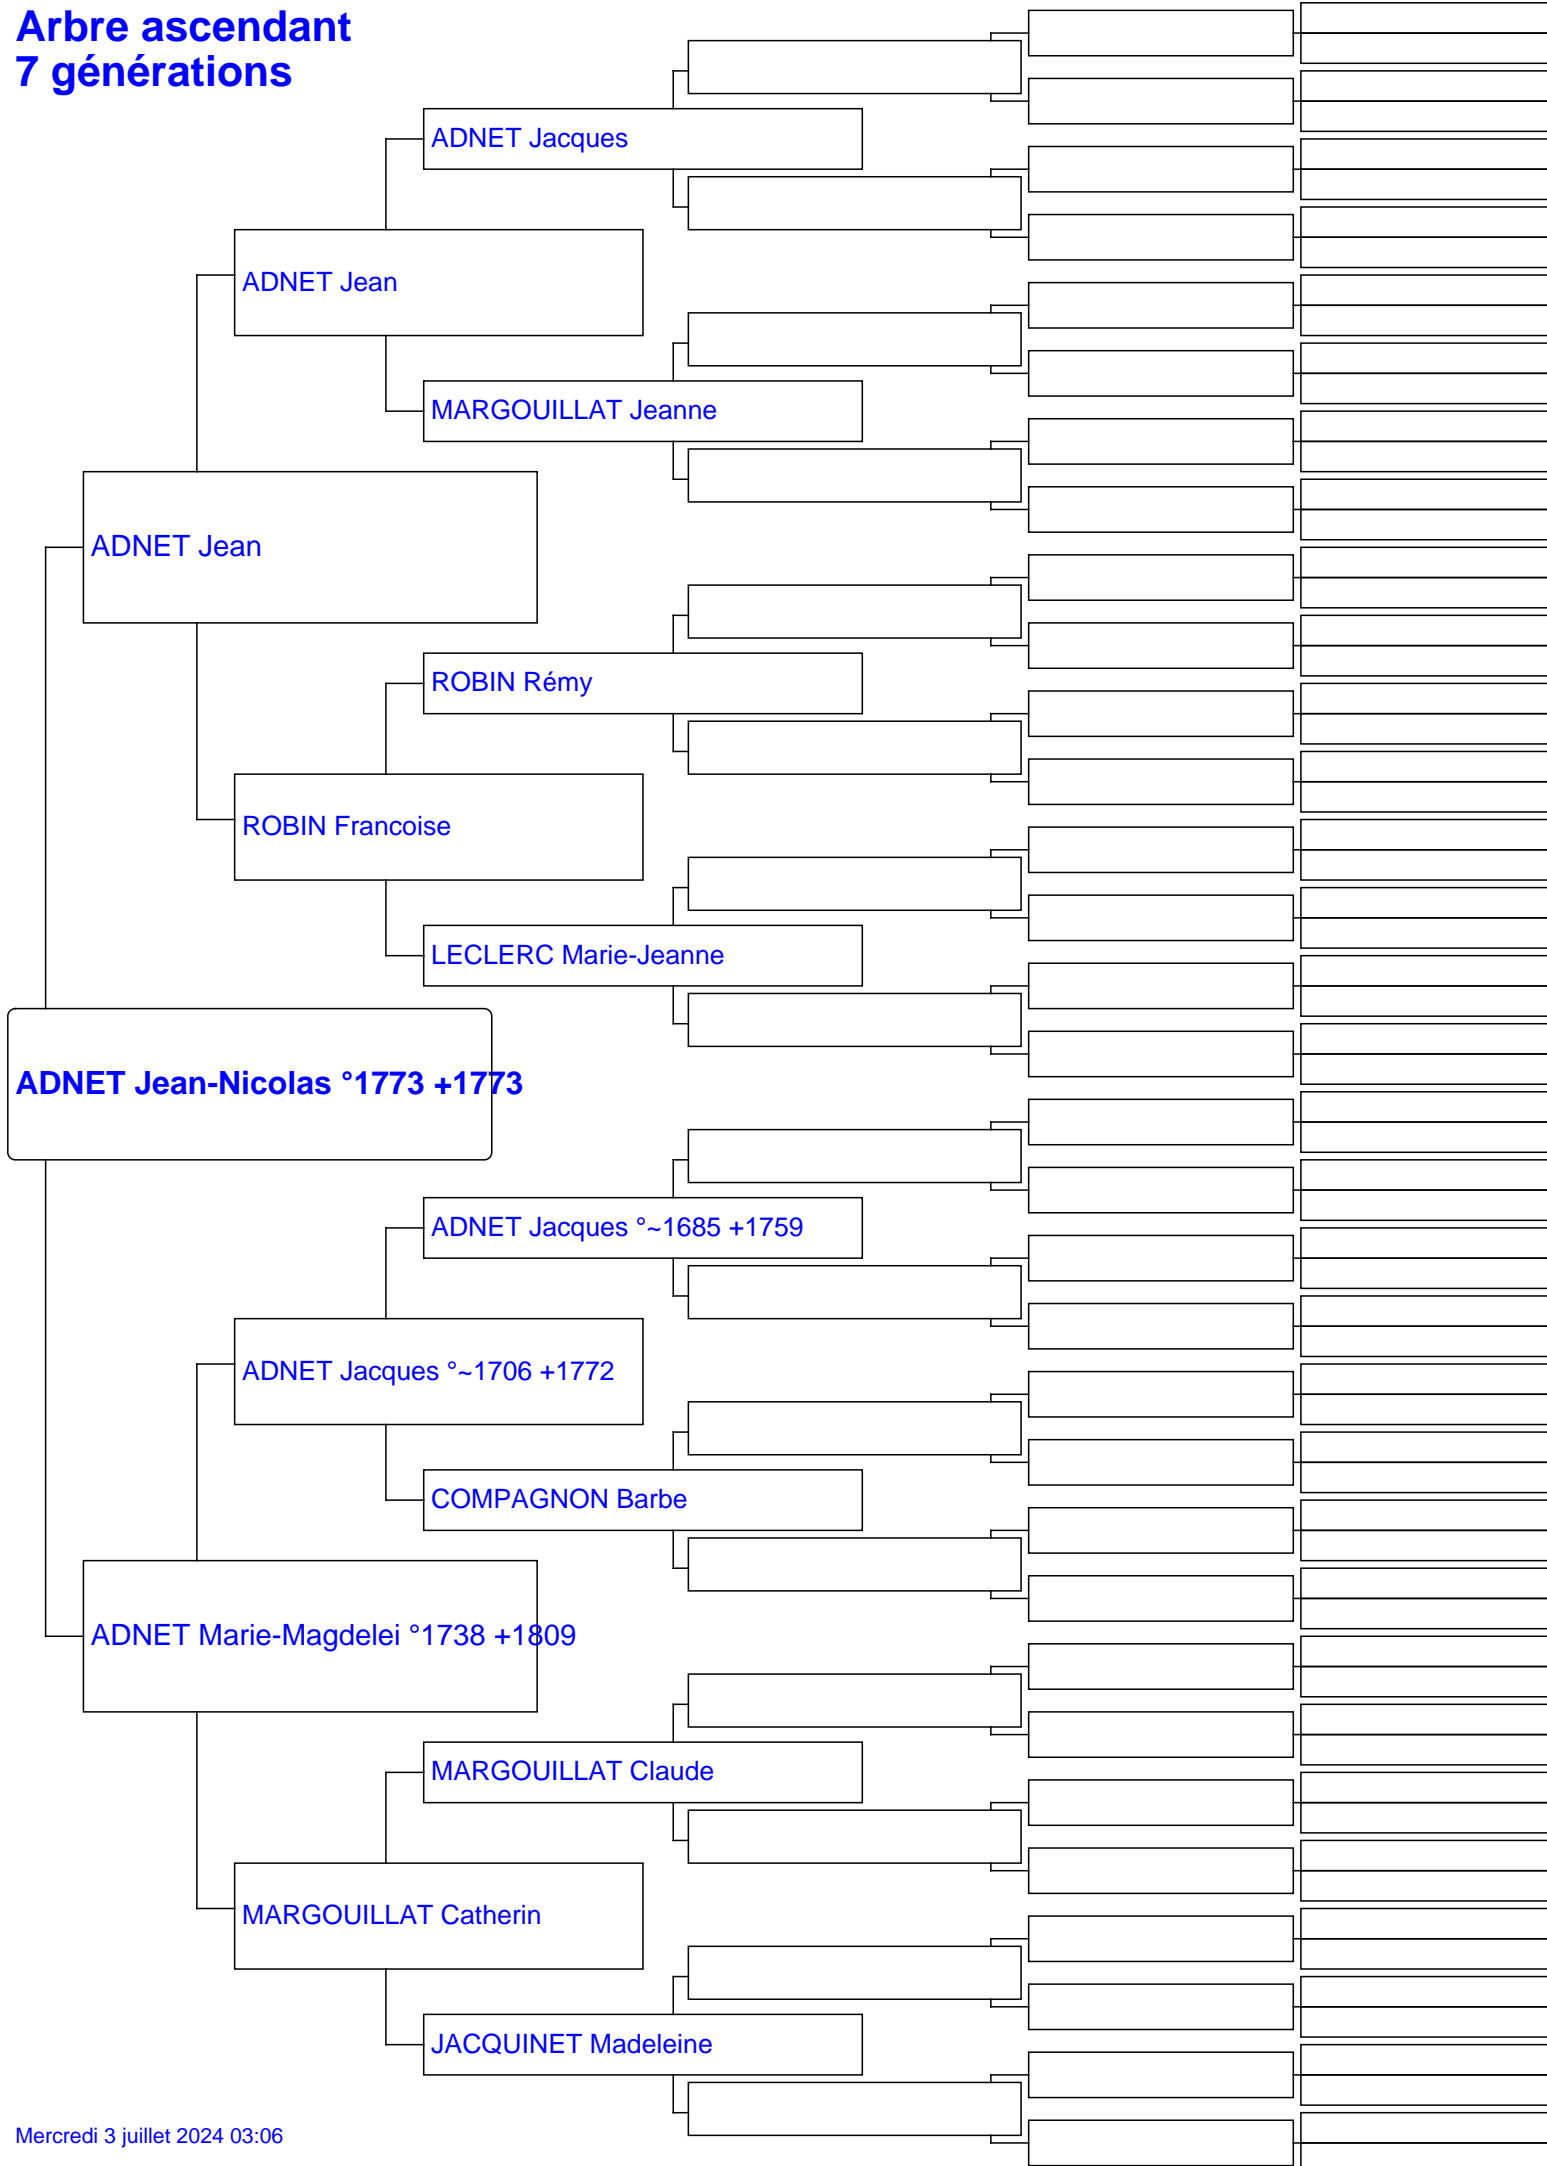 Arbre ascendant
7 générations
ADNET Jacques
ADNET Jean
MARGOUILLAT Jeanne
ADNET Jean
ROBIN Rémy
ROBIN Francoise
LECLERC Marie-Jeanne
ADNET Jean-Nicolas °1773 +1773
ADNET Jacques °~1685 +1759
ADNET Jacques °~1706 +1772
COMPAGNON Barbe
ADNET Marie-Magdelei °1738 +1809
MARGOUILLAT Claude
MARGOUILLAT Catherin
JACQUINET Madeleine
Mercredi 3 juillet 2024 03:06